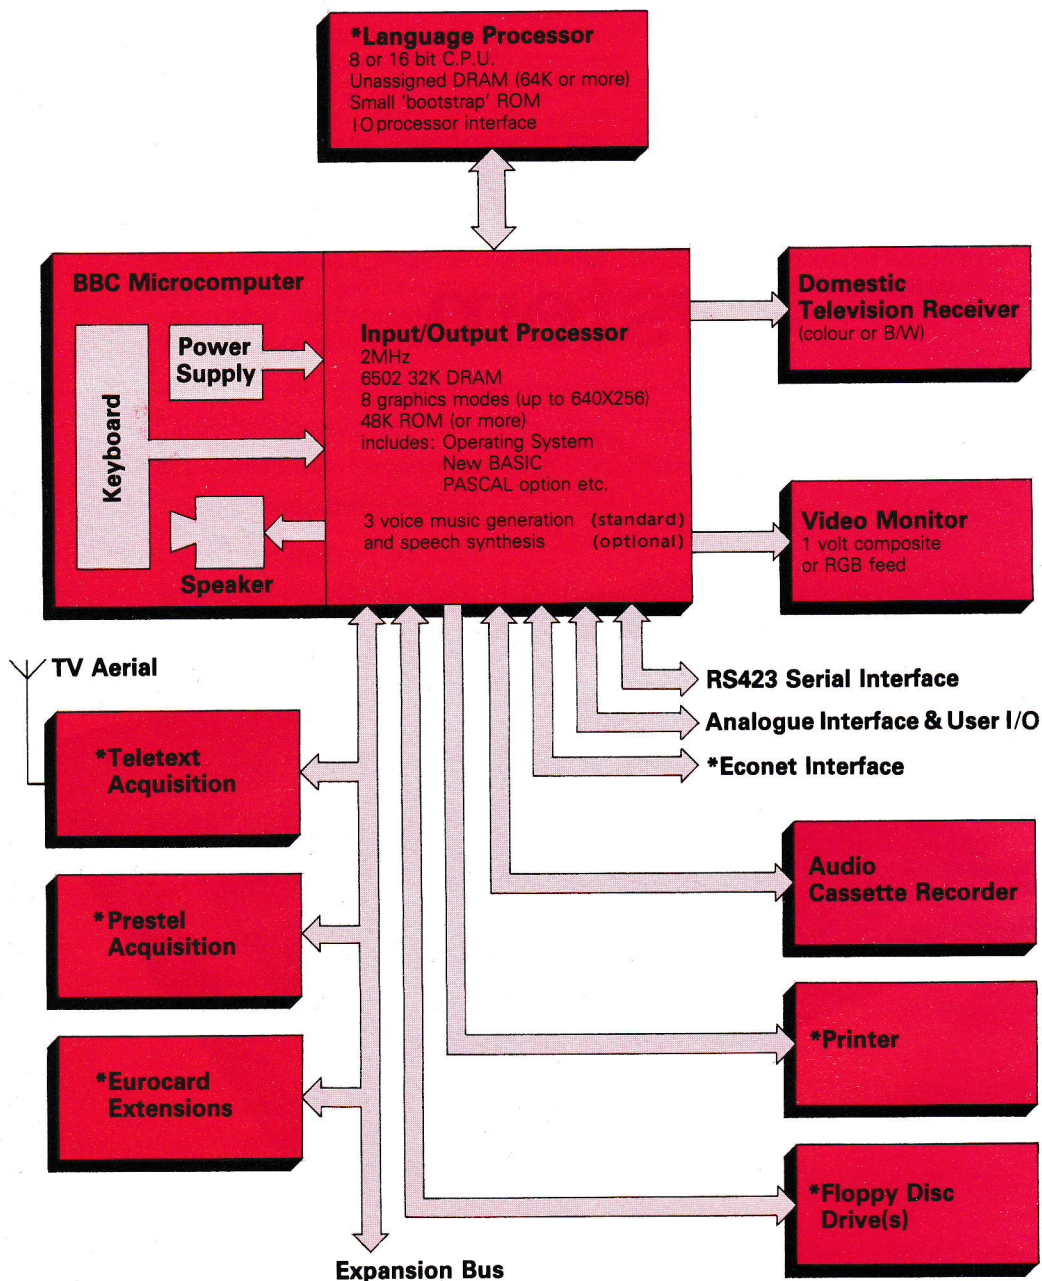 *Language Processor
8 or 16 bit C.P.U.
Unassigned DRAM (64K or more)
Small 'bootstrap' ROM
IO processor interface
BBC Microcomputer
Keyboard
Power
Supply
Speaker
Input/Output Processor
2MHz
6502 32K DRAM
8 graphics modes (up to 640X256)
48K ROM (or more)
includes: Operating System
New BASIC
PASCAL option etc.
3 voice music generation (standard)
and speech synthesis (optional)
Domestic
Television Receiver
(colour or B/W)
Video Monitor
1 volt composite
or RGB feed
TV Aerial
RS423 Serial Interface
Analogue Interface & User I/O
*Econet Interface
*Teletext
Acquisition
*Prestel
Acquisition
*Eurocard
Extensions
Audio
Cassette Recorder
*Printer
*Floppy Disc
Drive(s)
Expansion Bus